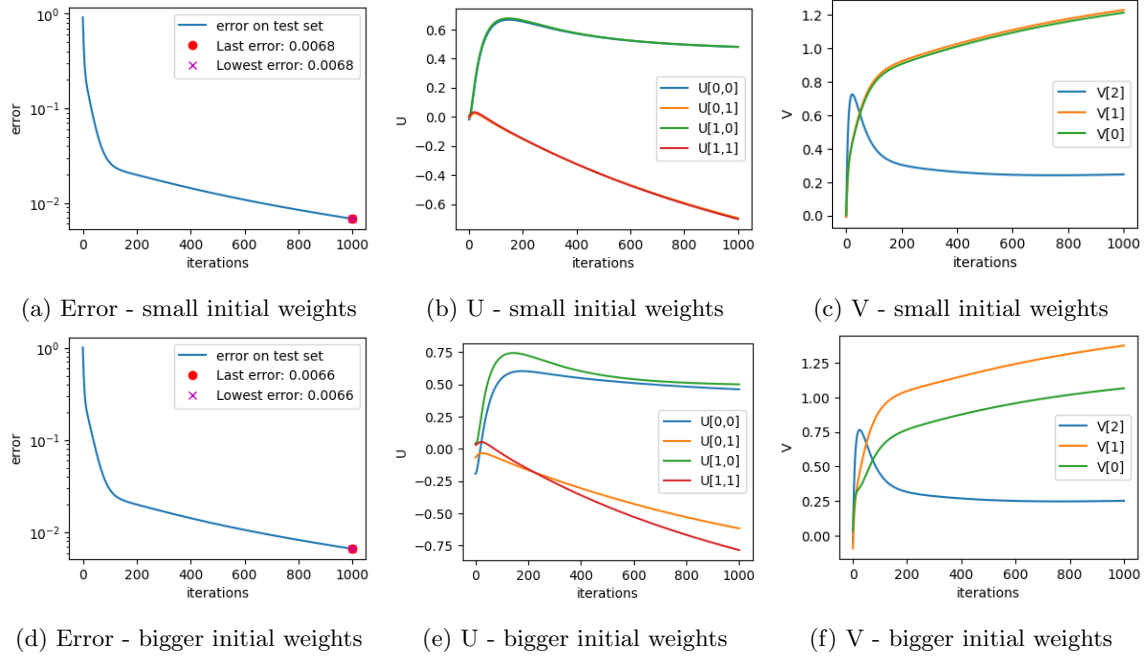 error
10⁰
10⁻¹
10⁻²
error on test set
Last error: 0.0068
Lowest error: 0.0068
0 200 400 600 800 1000
iterations
(a) Error - small initial weights
U
0.6
0.4
0.2
0.0
−0.2
−0.4
−0.6
U[0,0]
U[0,1]
U[1,0]
U[1,1]
0 200 400 600 800 1000
iterations
(b) U - small initial weights
V
1.2
1.0
0.8
0.6
0.4
0.2
0.0
V[2]
V[1]
V[0]
0 200 400 600 800 1000
iterations
(c) V - small initial weights
error
10⁰
10⁻¹
10⁻²
error on test set
Last error: 0.0066
Lowest error: 0.0066
0 200 400 600 800 1000
iterations
(d) Error - bigger initial weights
U
0.75
0.50
0.25
0.00
−0.25
−0.50
−0.75
U[0,0]
U[0,1]
U[1,0]
U[1,1]
0 200 400 600 800 1000
iterations
(e) U - bigger initial weights
V
1.25
1.00
0.75
0.50
0.25
0.00
V[2]
V[1]
V[0]
0 200 400 600 800 1000
iterations
(f) V - bigger initial weights